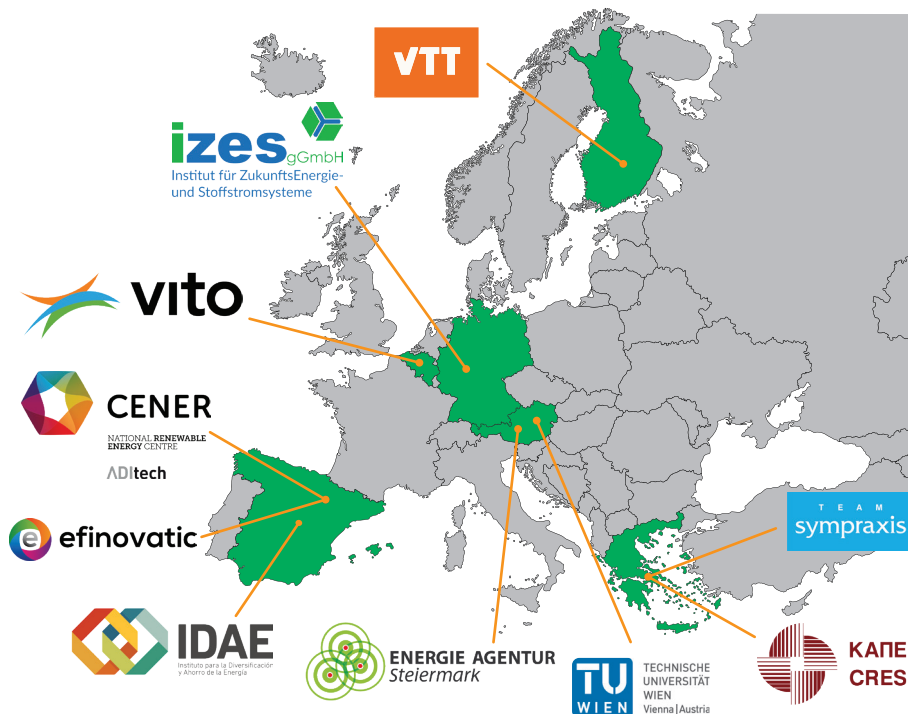 VTT
izes
gGmbH
Institut für ZukunftsEnergie-
und Stoffstromsysteme
vito
CENER
NATIONAL RENEWABLE
ENERGY CENTRE
ADItech
e efinovatic
TEAM
sympraxis
IDAE
Instituto para la Diversificación
y Ahorro de la Energía
ENERGIE AGENTUR
Steiermark
TU
WIEN
TECHNISCHE
UNIVERSITÄT
WIEN
Vienna | Austria
ΚΑΠΕ
CRES